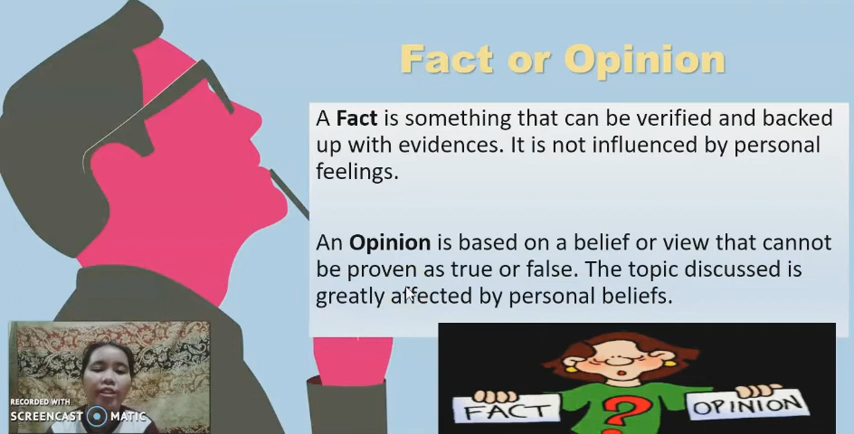 Fact or Opinion
A Fact is something that can be verified and backed
up with evidences. It is not influenced by personal
feelings.
An Opinion is based on a belief or view that cannot
be proven as true or false. The topic discussed is
greatly affected by personal beliefs.
RECORDED WITH
SCREENCAST MATIC
FACT
?
OPINION